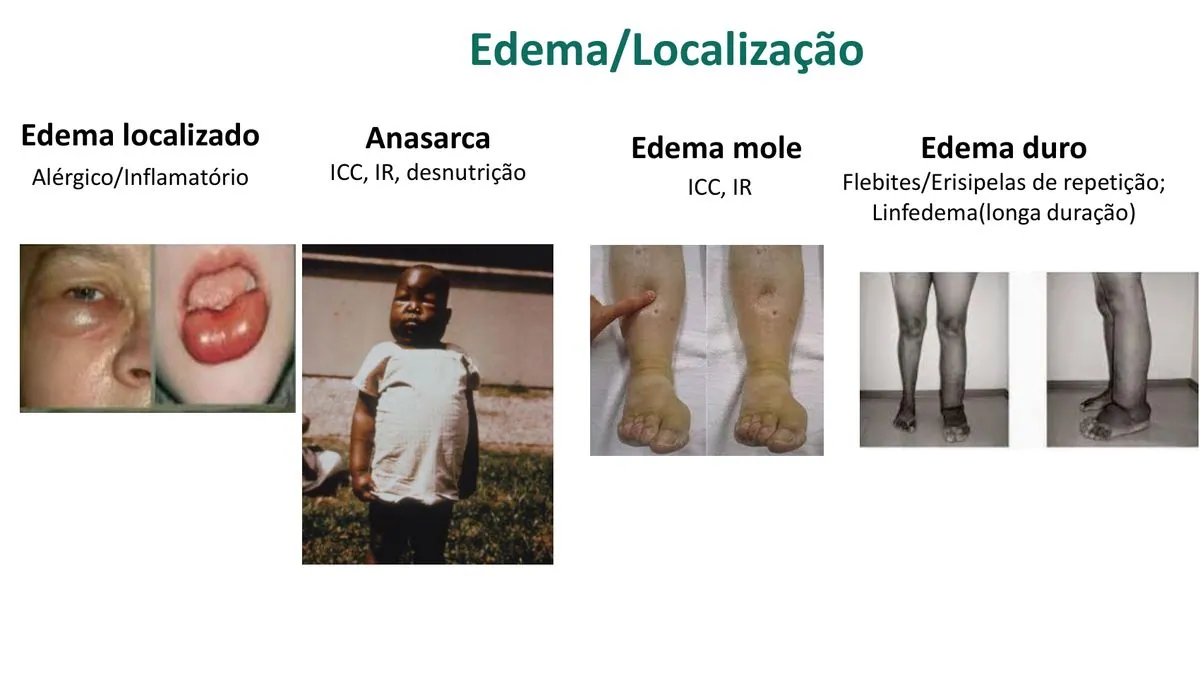 Edema/Localização
Edema localizado
Alérgico/Inflamatório
Anasarca
ICC, IR, desnutrição
Edema mole
ICC, IR
Edema duro
Flebites/Erisipelas de repetição;
Linfedema(longa duração)